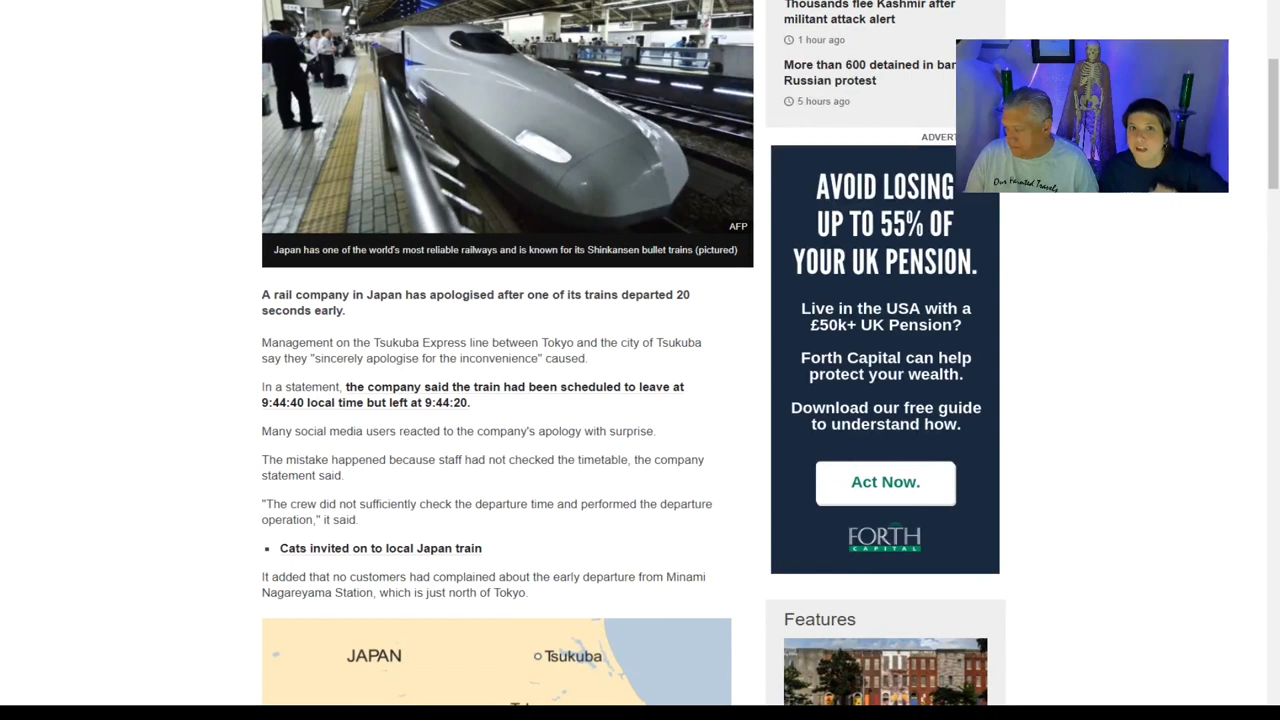 Thousands flee Kashmir after
militant attack alert
1 hour ago
More than 600 detained in
Russian protest
5 hours ago
Our Haunted Travels
AFP
Japan has one of the world's most reliable railways and is known for its Shinkansen bullet trains (pictured)
A rail company in Japan has apologised after one of its trains departed 20
seconds early.
Management on the Tsukuba Express line between Tokyo and the city of Tsukuba
say they "sincerely apologise for the inconvenience" caused.
In a statement, the company said the train had been scheduled to leave at
9:44:40 local time but left at 9:44:20.
Many social media users reacted to the company's apology with surprise.
The mistake happened because staff had not checked the timetable, the company
statement said.
"The crew did not sufficiently check the departure time and performed the departure
operation," it said.
Cats invited on to local Japan train
It added that no customers had complained about the early departure from Minami
Nagareyama Station, which is just north of Tokyo.
JAPAN
Tsukuba
ADVERT
AVOID LOSING
UP TO 55% OF
YOUR UK PENSION.
Live in the USA with a
£50k+ UK Pension?
Forth Capital can help
protect your wealth.
Download our free guide
to understand how.
Act Now.
FORTH
CAPITAL
Features